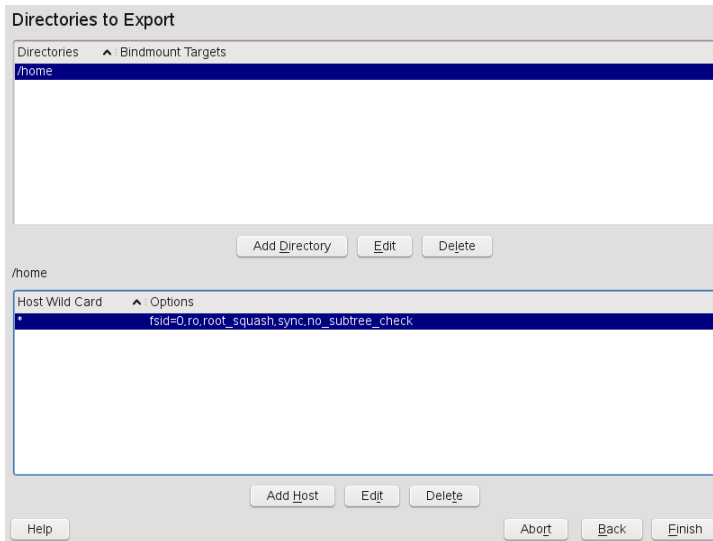 Directories to Export
Directories Bindmount Targets
/home
Add Directory Edit Delete
/home
Host Wild Card Options
* fsid=0,ro,root_squash,sync,no_subtree_check
Add Host Edit Delete
Help Abort Back Finish